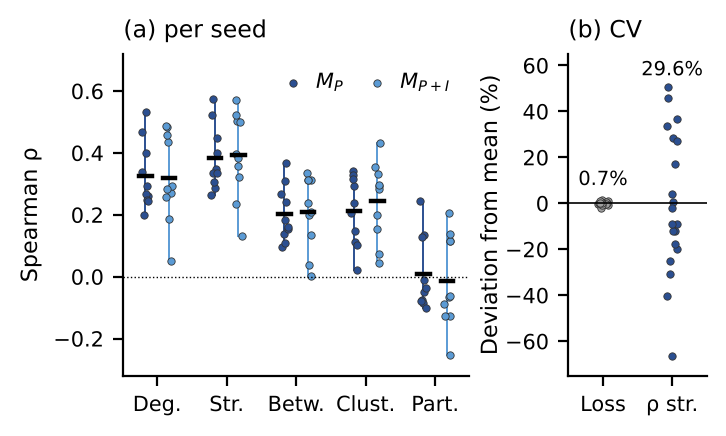 (a) per seed
M_P
M_{P+I}
Spearman ρ
0.6
0.4
0.2
0.0
−0.2
Deg.
Str.
Betw.
Clust.
Part.
(b) CV
Deviation from mean (%)
60
40
20
0
−20
−40
−60
29.6%
0.7%
Loss
ρ str.